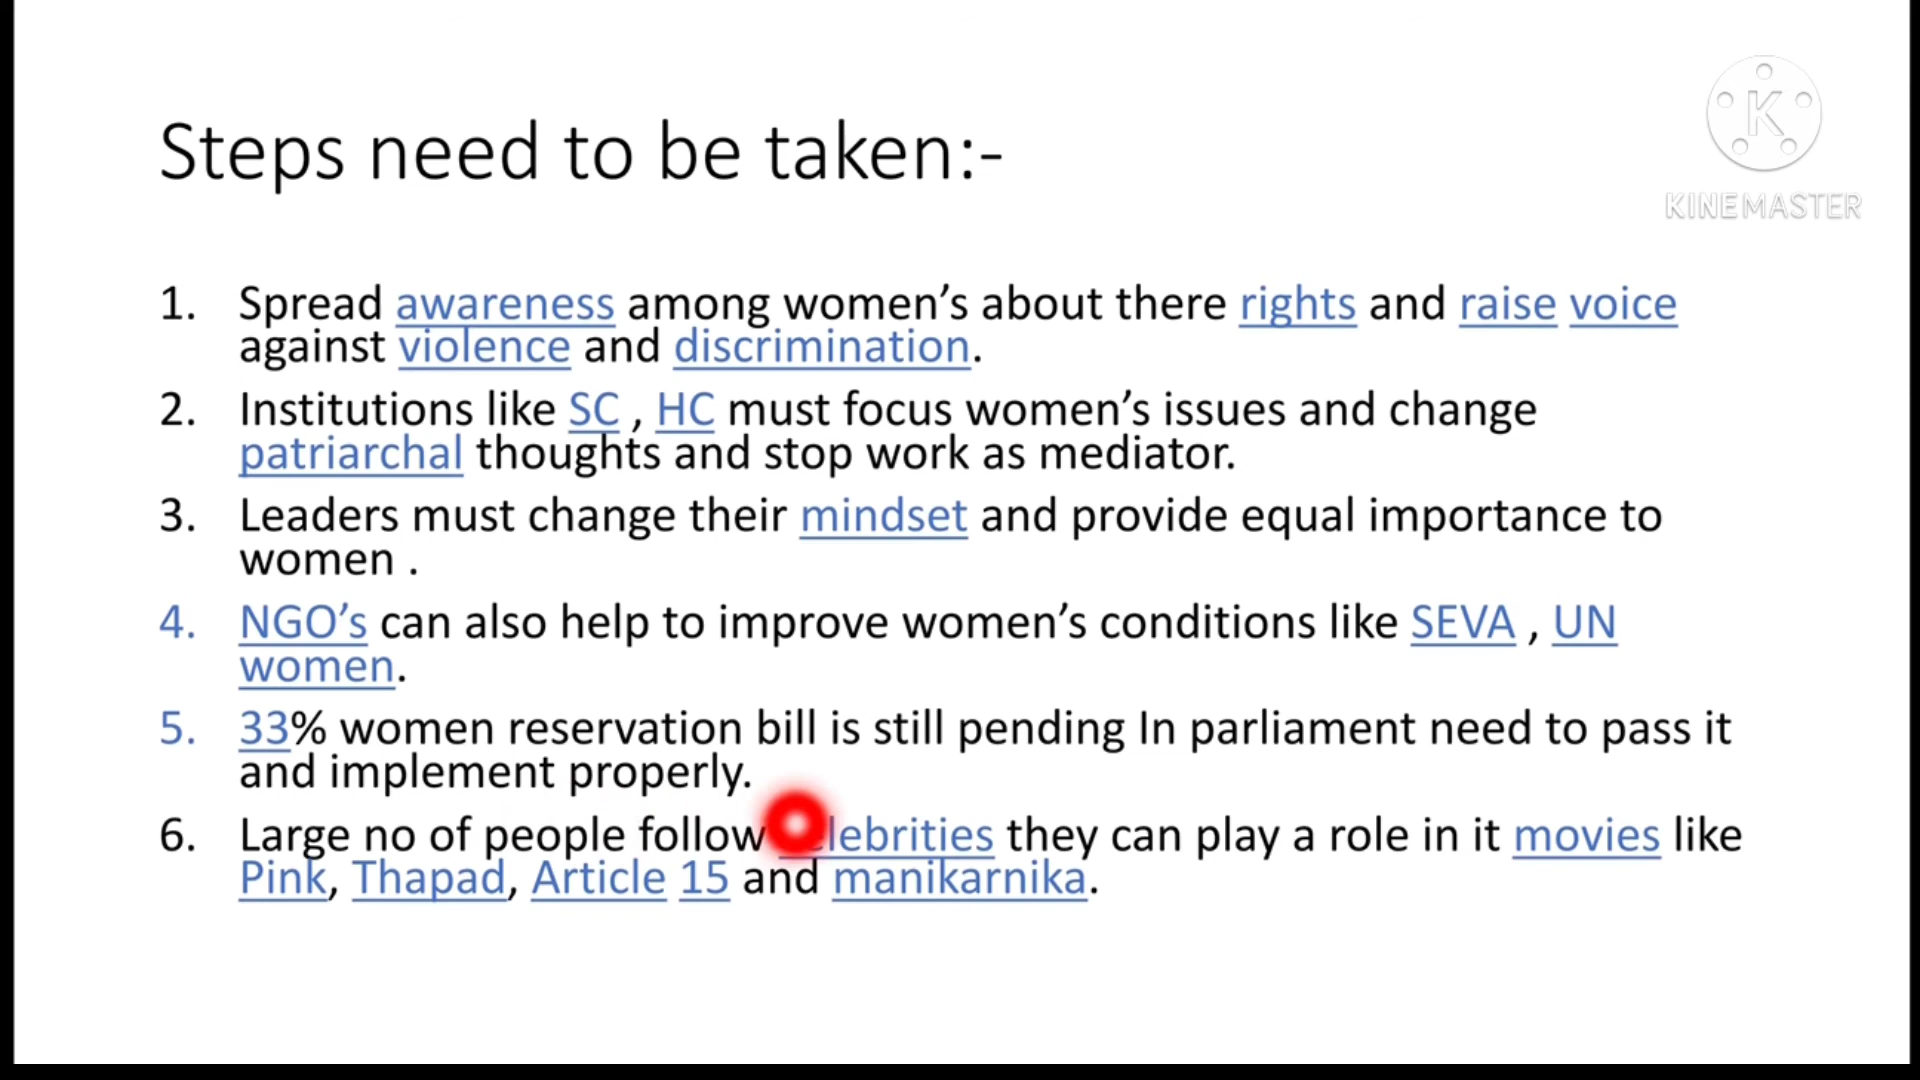 K
KINEMASTER
Steps need to be taken:-
1. Spread awareness among women's about there rights and raise voice
against violence and discrimination.
2. Institutions like SC , HC must focus women's issues and change
patriarchal thoughts and stop work as mediator.
3. Leaders must change their mindset and provide equal importance to
women .
4. NGO's can also help to improve women's conditions like SEVA , UN
women.
5. 33% women reservation bill is still pending In parliament need to pass it
and implement properly.
6. Large no of people follow celebrities they can play a role in it movies like
Pink, Thapad, Article 15 and manikarnika.